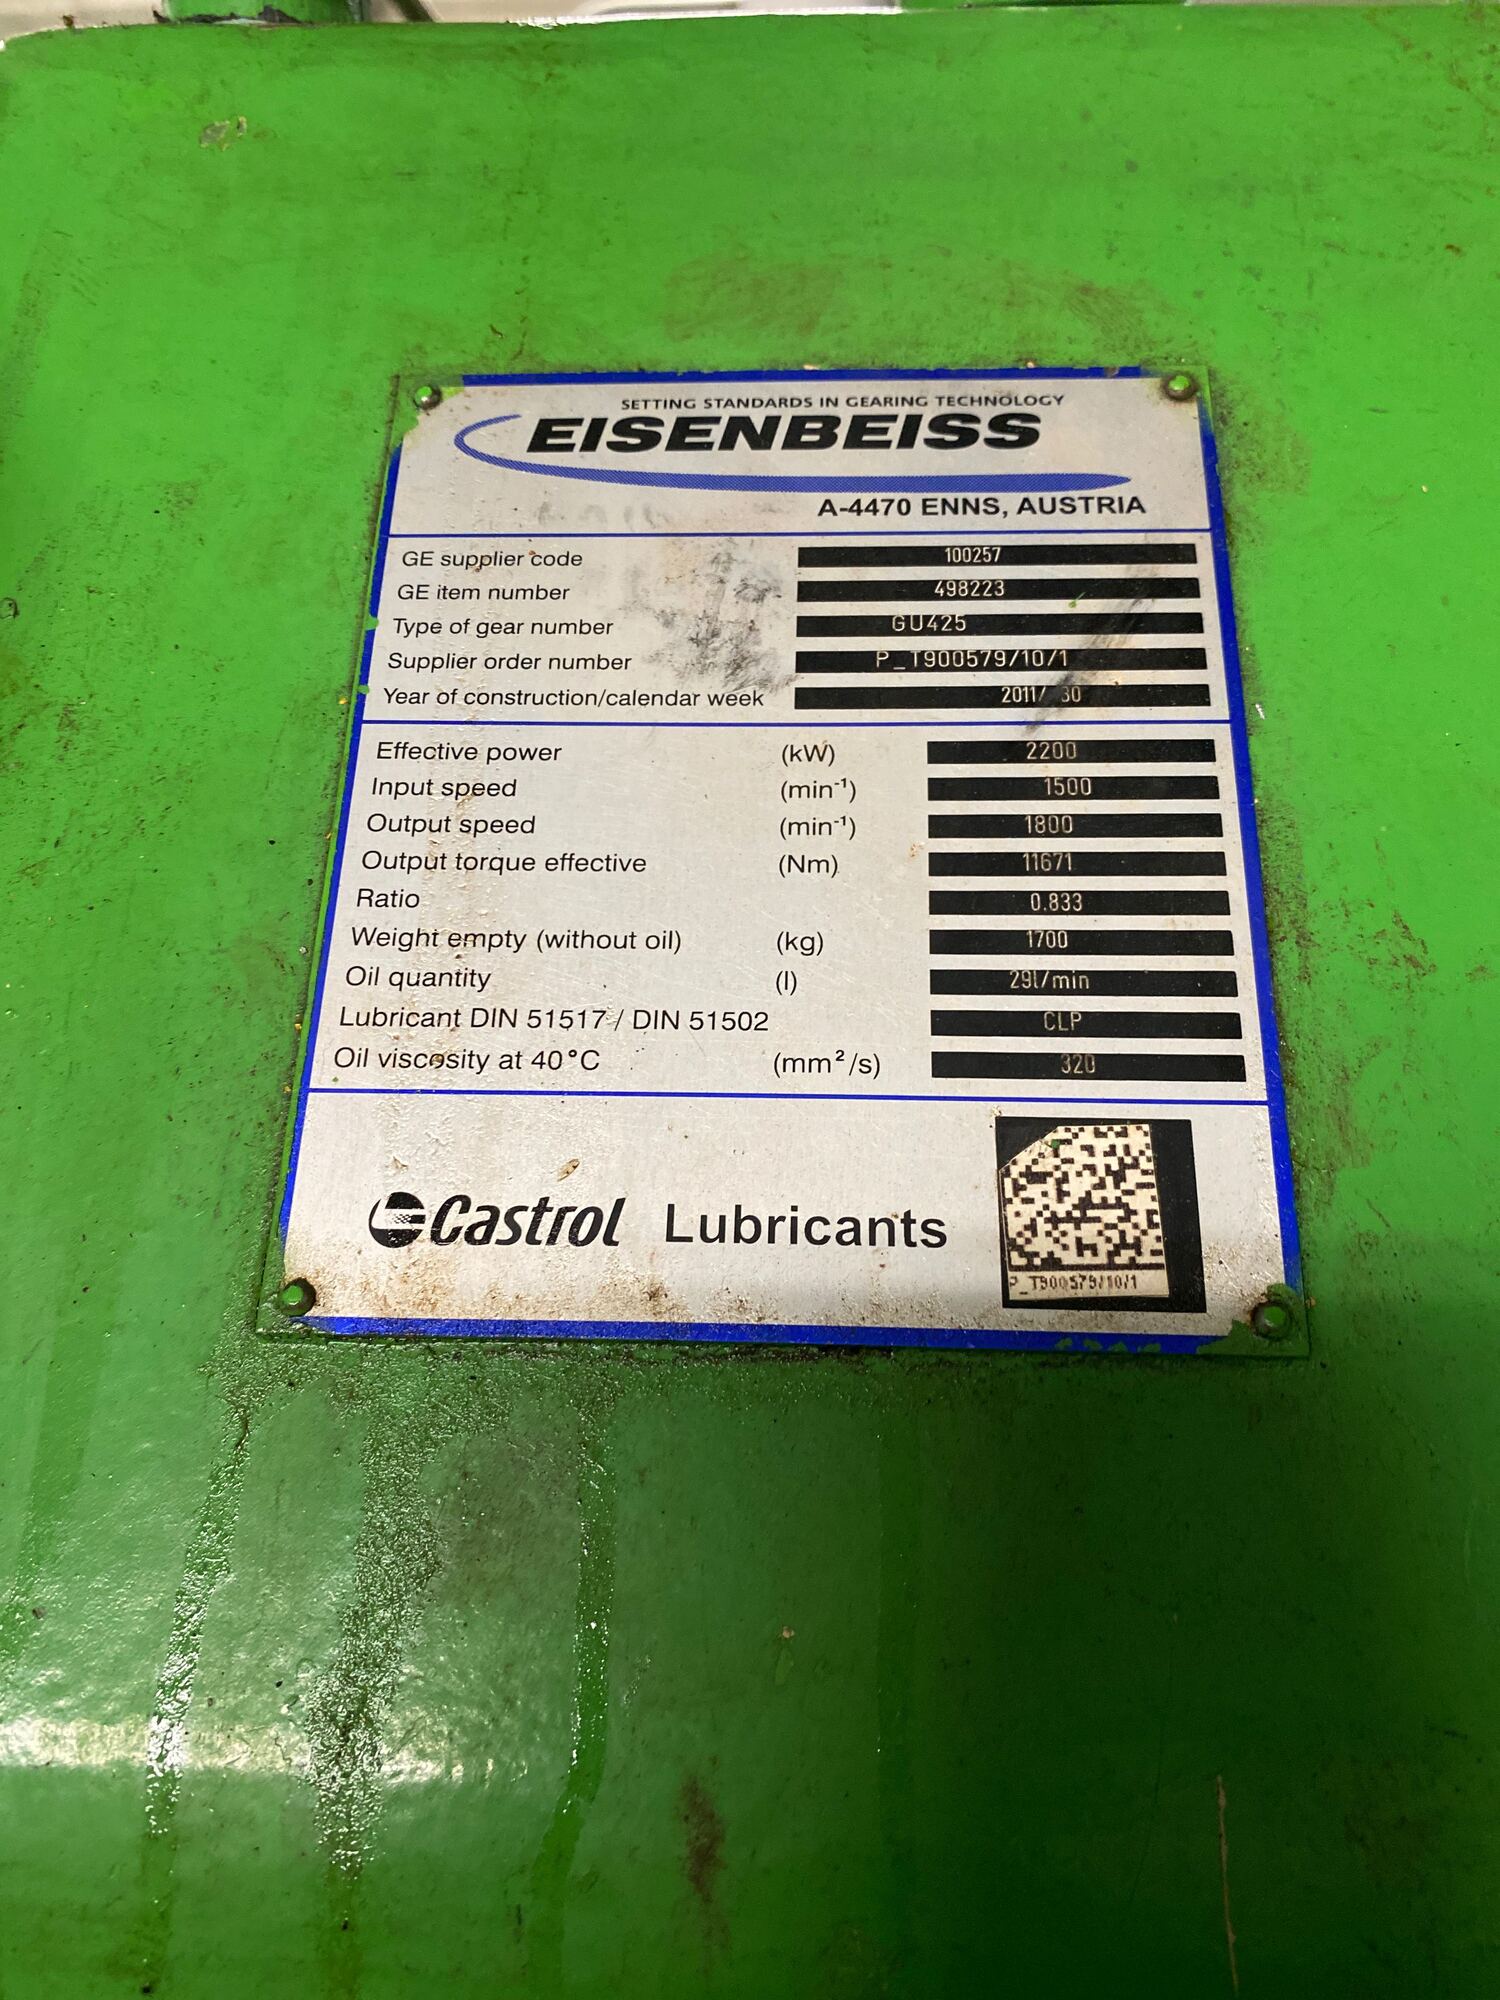 SETTING STANDARDS IN GEARING TECHNOLOGY
EISENBEISS
A-4470 ENNS, AUSTRIA
GE supplier code 100257
GE item number 498223
Type of gear number GU425
Supplier order number P_T900579/10/1
Year of construction/calendar week 2011/ 30
Effective power (kW) 2200
Input speed (min⁻¹) 1500
Output speed (min⁻¹) 1800
Output torque effective (Nm) 11671
Ratio 0.833
Weight empty (without oil) (kg) 1700
Oil quantity (l) 29l/min
Lubricant DIN 51517 / DIN 51502 CLP
Oil viscosity at 40°C (mm²/s) 320
Castrol Lubricants
P_T900579/10/1